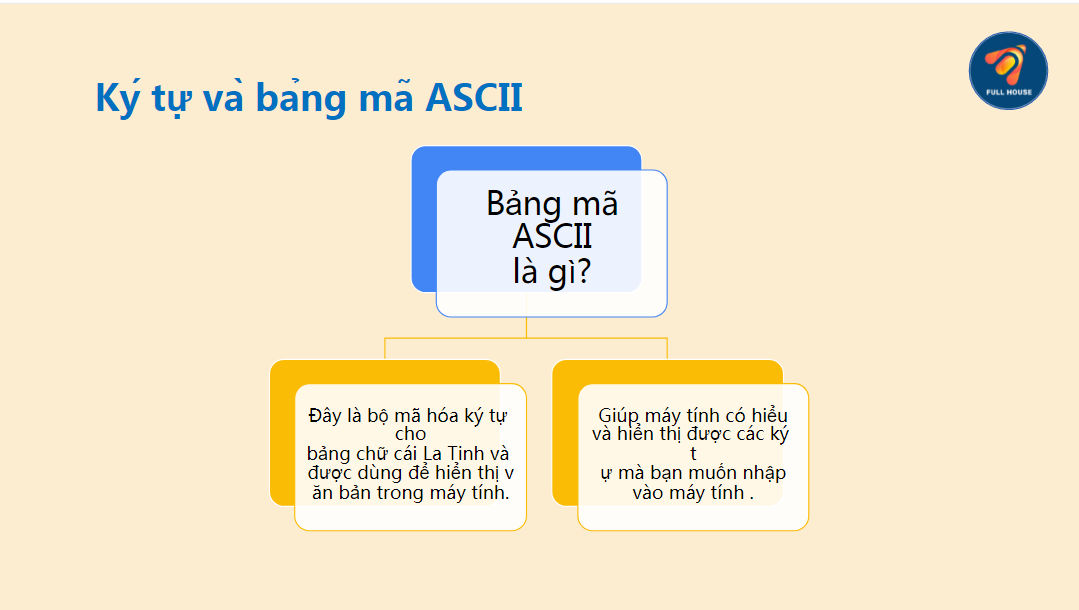 Ký tự và bảng mã ASCII
FULL HOUSE
Bảng mã
ASCII
là gì?
Đây là bộ mã hóa ký tự
cho
bảng chữ cái La Tinh và
được dùng để hiển thị v
ăn bản trong máy tính.
Giúp máy tính có hiểu
và hiển thị được các ký
t
ự mà bạn muốn nhập
vào máy tính .